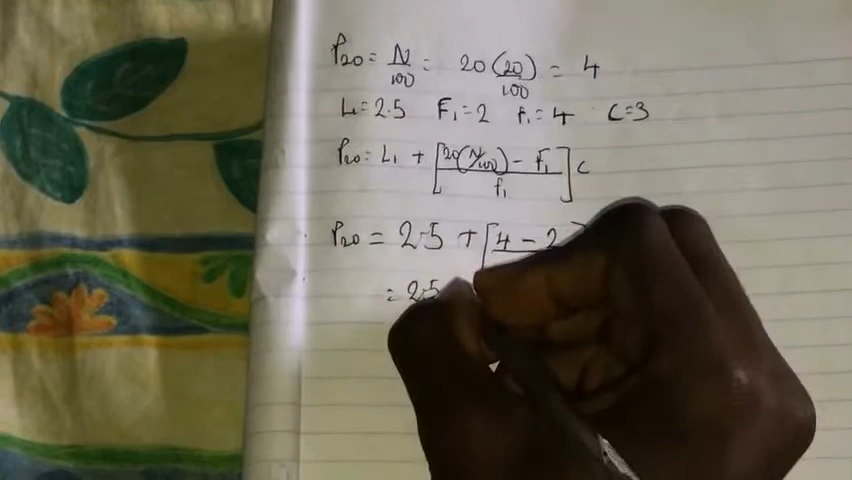 P₂₀ = N/100 = 20(20/100) = 4
L₁=2.5 F₁=2 f₁=4 C=3
P₂₀ = L₁ + [20(N/100) - F₁ / f₁] c
P₂₀ = 2.5 + [4 - 2
= 2.5